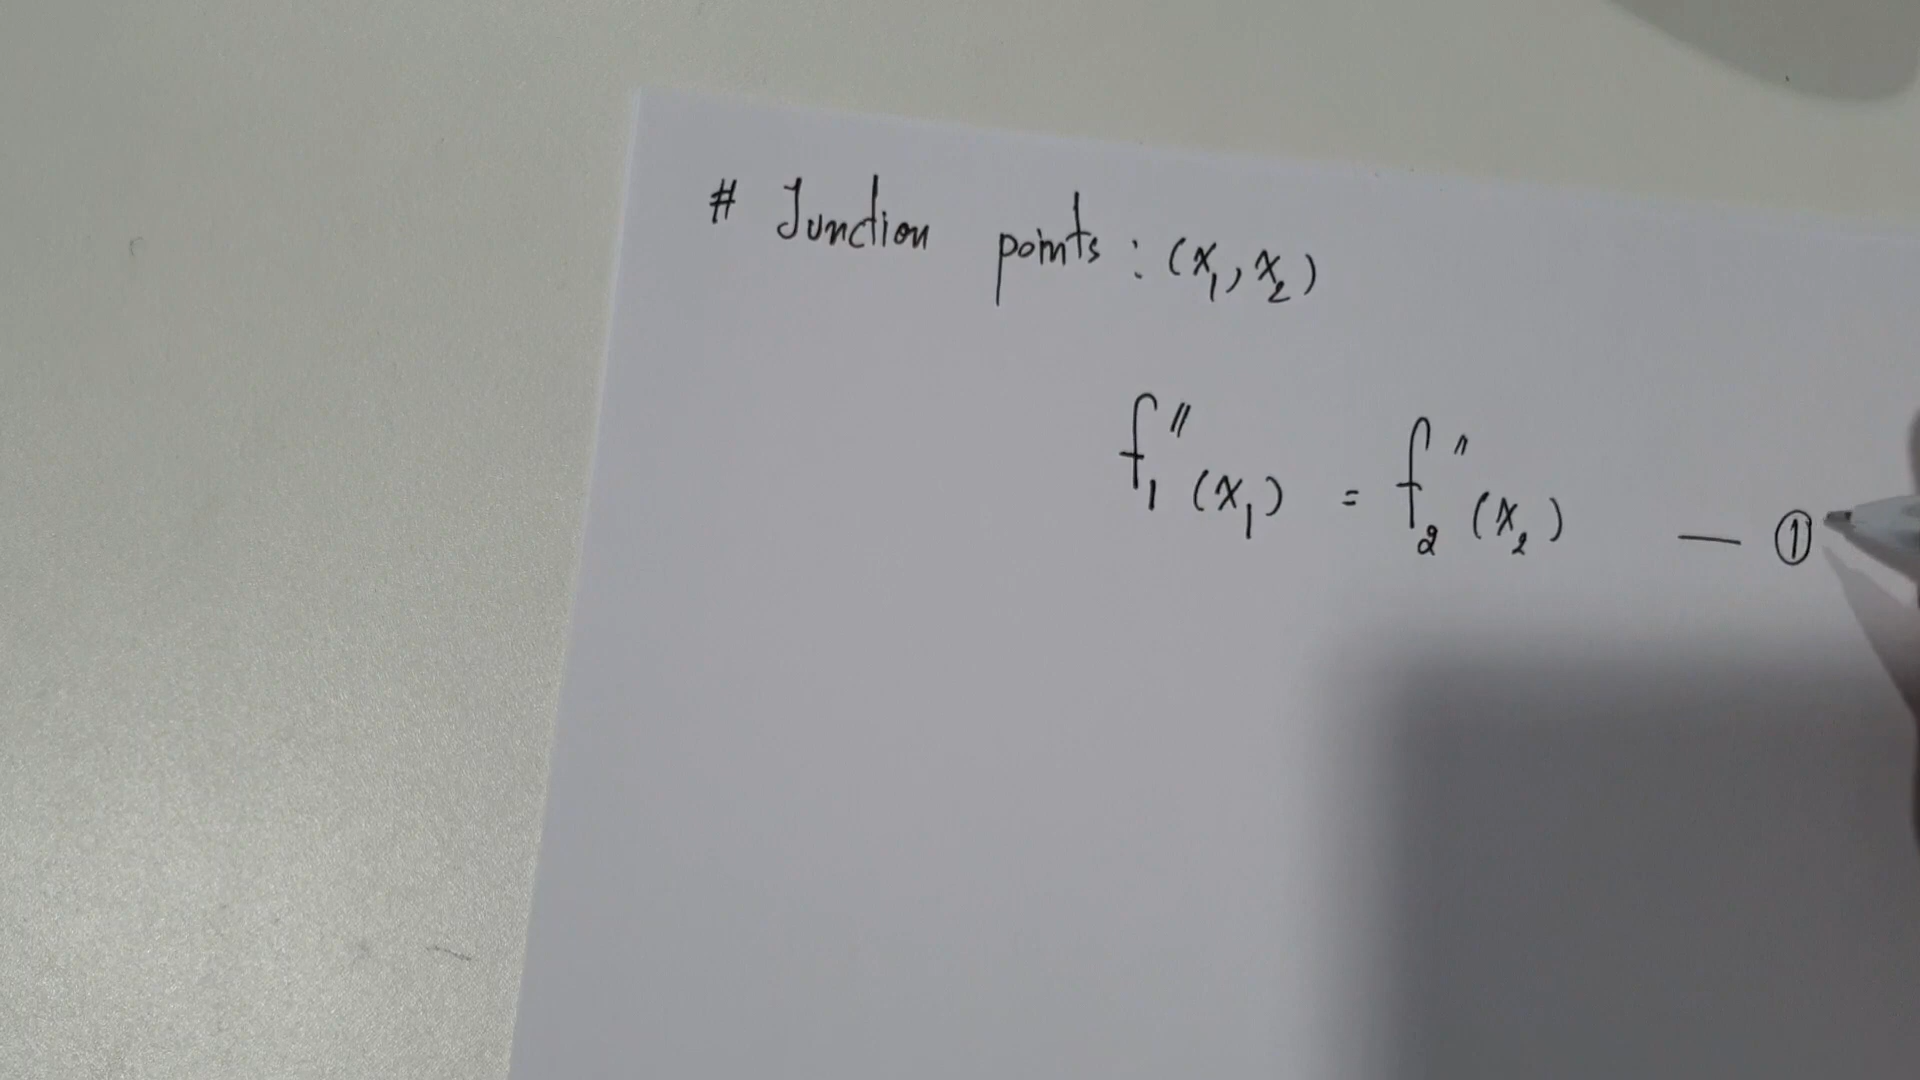 # Junction points : (x₁, x₂)
f₁″(x₁) = f₂″(x₂) — ①